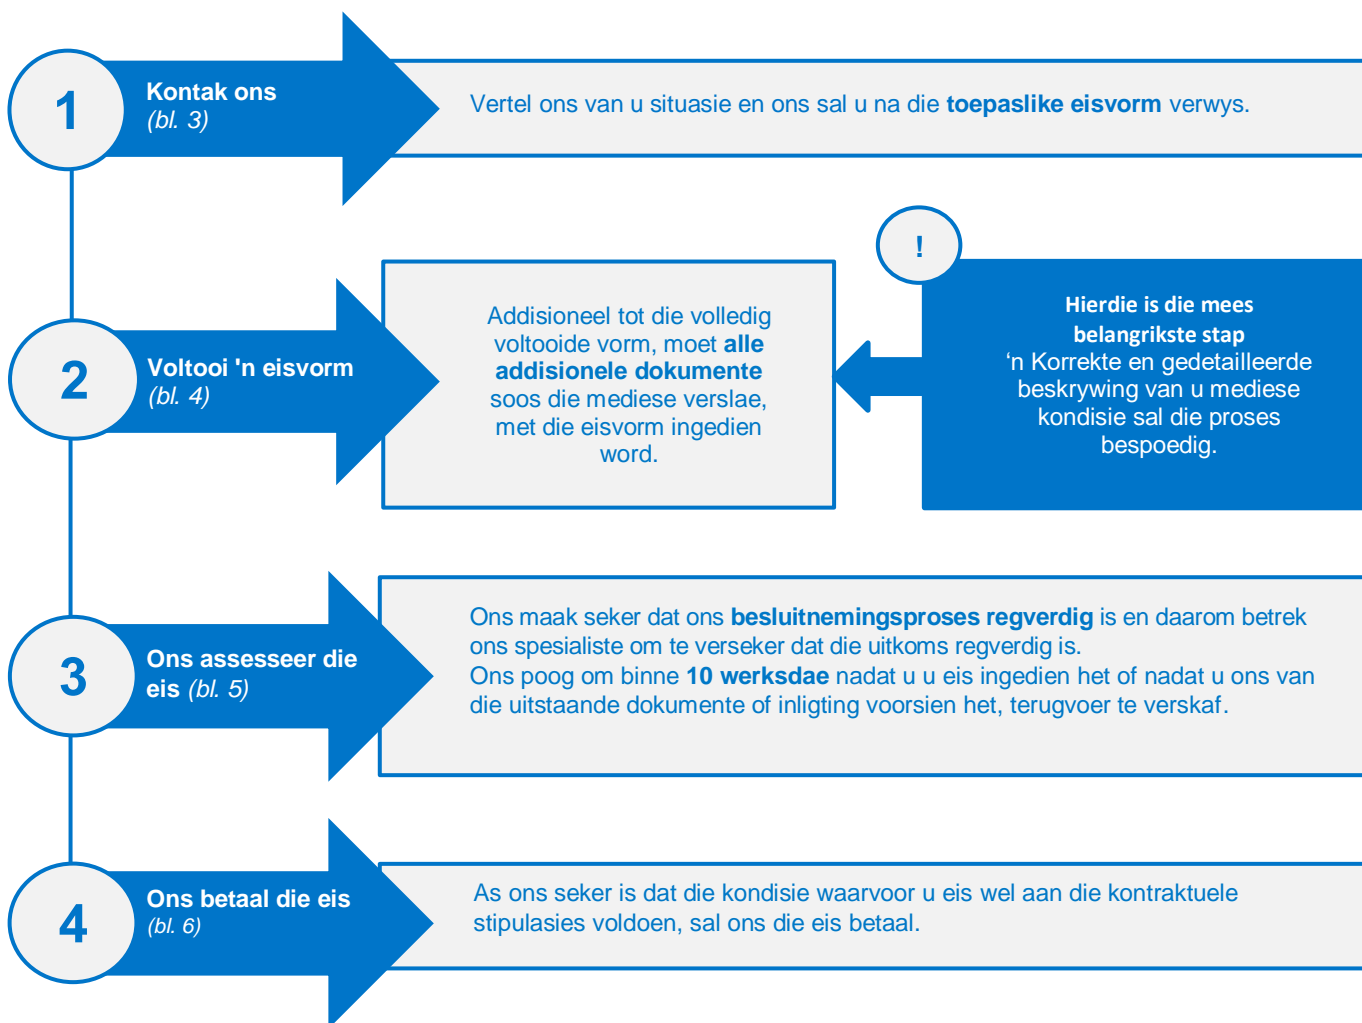 1
Kontak ons
(bl. 3)
Vertel ons van u situasie en ons sal u na die toepaslike eisvorm verwys.
2
Voltooi 'n eisvorm
(bl. 4)
Addisioneel tot die volledig
voltooide vorm, moet alle
addisionele dokumente
soos die mediese verslae,
met die eisvorm ingedien
word.
!
Hierdie is die mees
belangrikste stap
‘n Korrekte en gedetailleerde
beskrywing van u mediese
kondisie sal die proses
bespoedig.
3
Ons assesseer die
eis (bl. 5)
Ons maak seker dat ons besluitnemingsproses regverdig is en daarom betrek
ons spesialiste om te verseker dat die uitkoms regverdig is.
Ons poog om binne 10 werksdae nadat u u eis ingedien het of nadat u ons van
die uitstaande dokumente of inligting voorsien het, terugvoer te verskaf.
4
Ons betaal die eis
(bl. 6)
As ons seker is dat die kondisie waarvoor u eis wel aan die kontraktuele
stipulasies voldoen, sal ons die eis betaal.